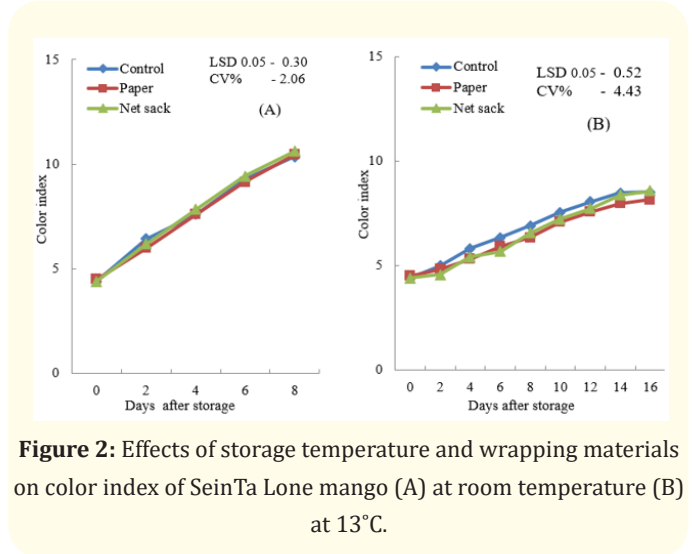 15
10
5
0
Color index
Control
Paper
Net sack
LSD 0.05 - 0.30
CV% - 2.06
(A)
0 2 4 6 8
Days after storage
15
10
5
0
Color index
Control
Paper
Net sack
LSD 0.05 - 0.52
CV% - 4.43
(B)
0 2 4 6 8 10 12 14 16
Days after storage
Figure 2: Effects of storage temperature and wrapping materials
on color index of SeinTa Lone mango (A) at room temperature (B)
at 13˚C.